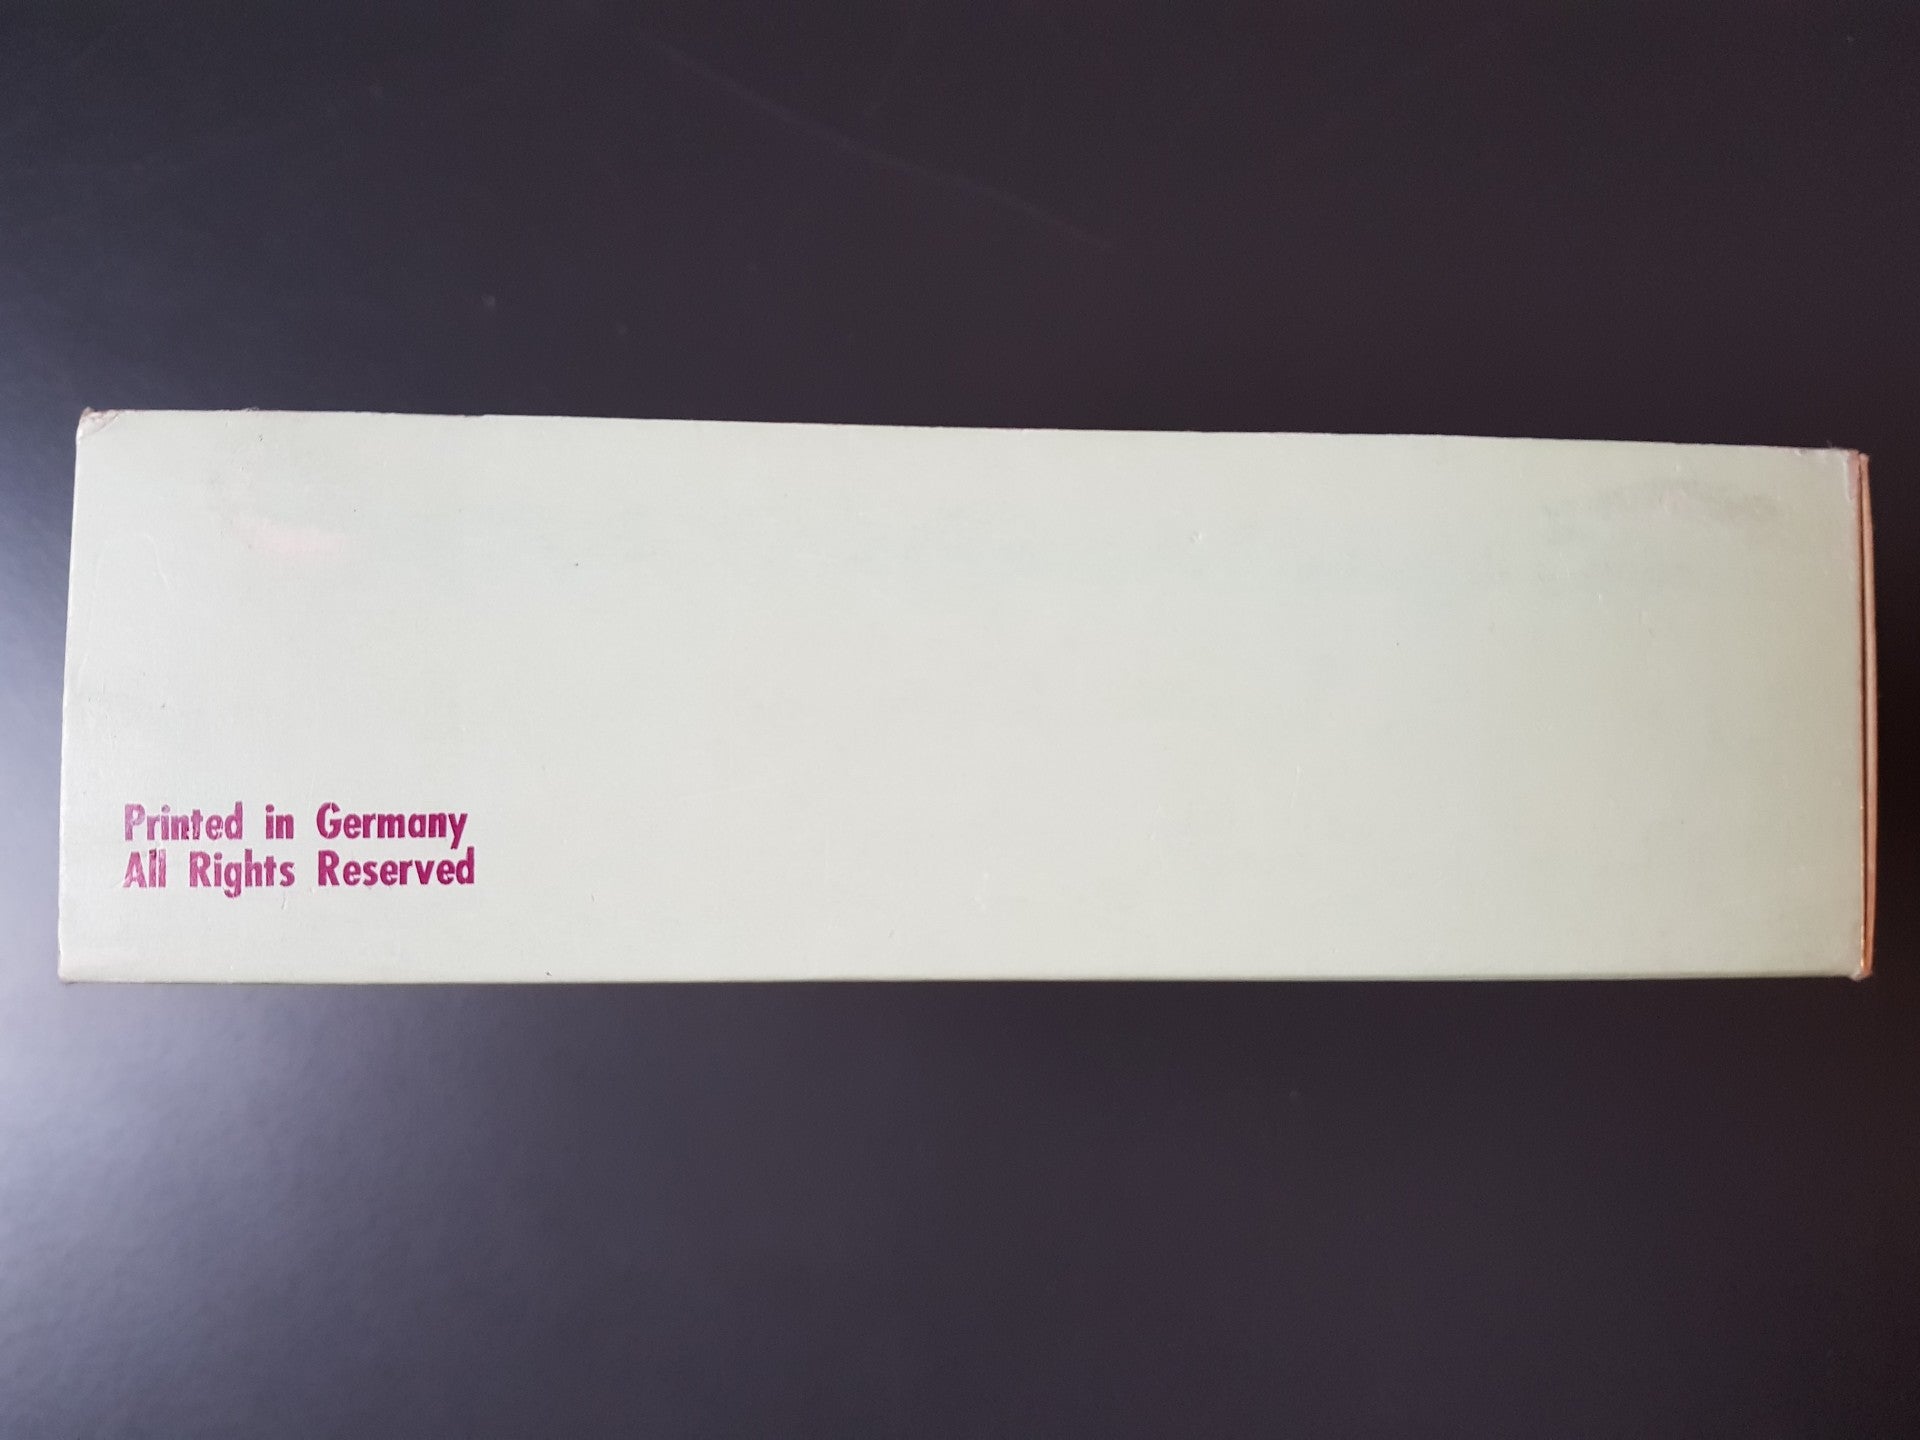 Printed in Germany
All Rights Reserved